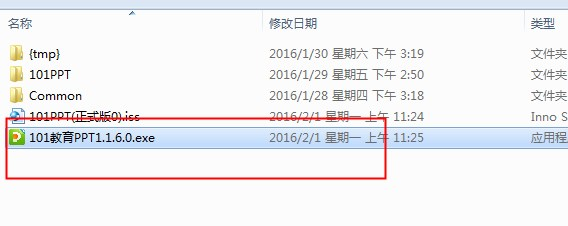 名称 修改日期 类型
{tmp} 2016/1/30 星期六 下午 3:19 文件夹
101PPT 2016/1/29 星期五 下午 2:50 文件夹
Common 2016/1/28 星期四 下午 3:18 文件夹
101PPT(正式版0).iss 2016/2/1 星期一 上午 11:24 Inno S
101教育PPT1.1.6.0.exe 2016/2/1 星期一 上午 11:25 应用程